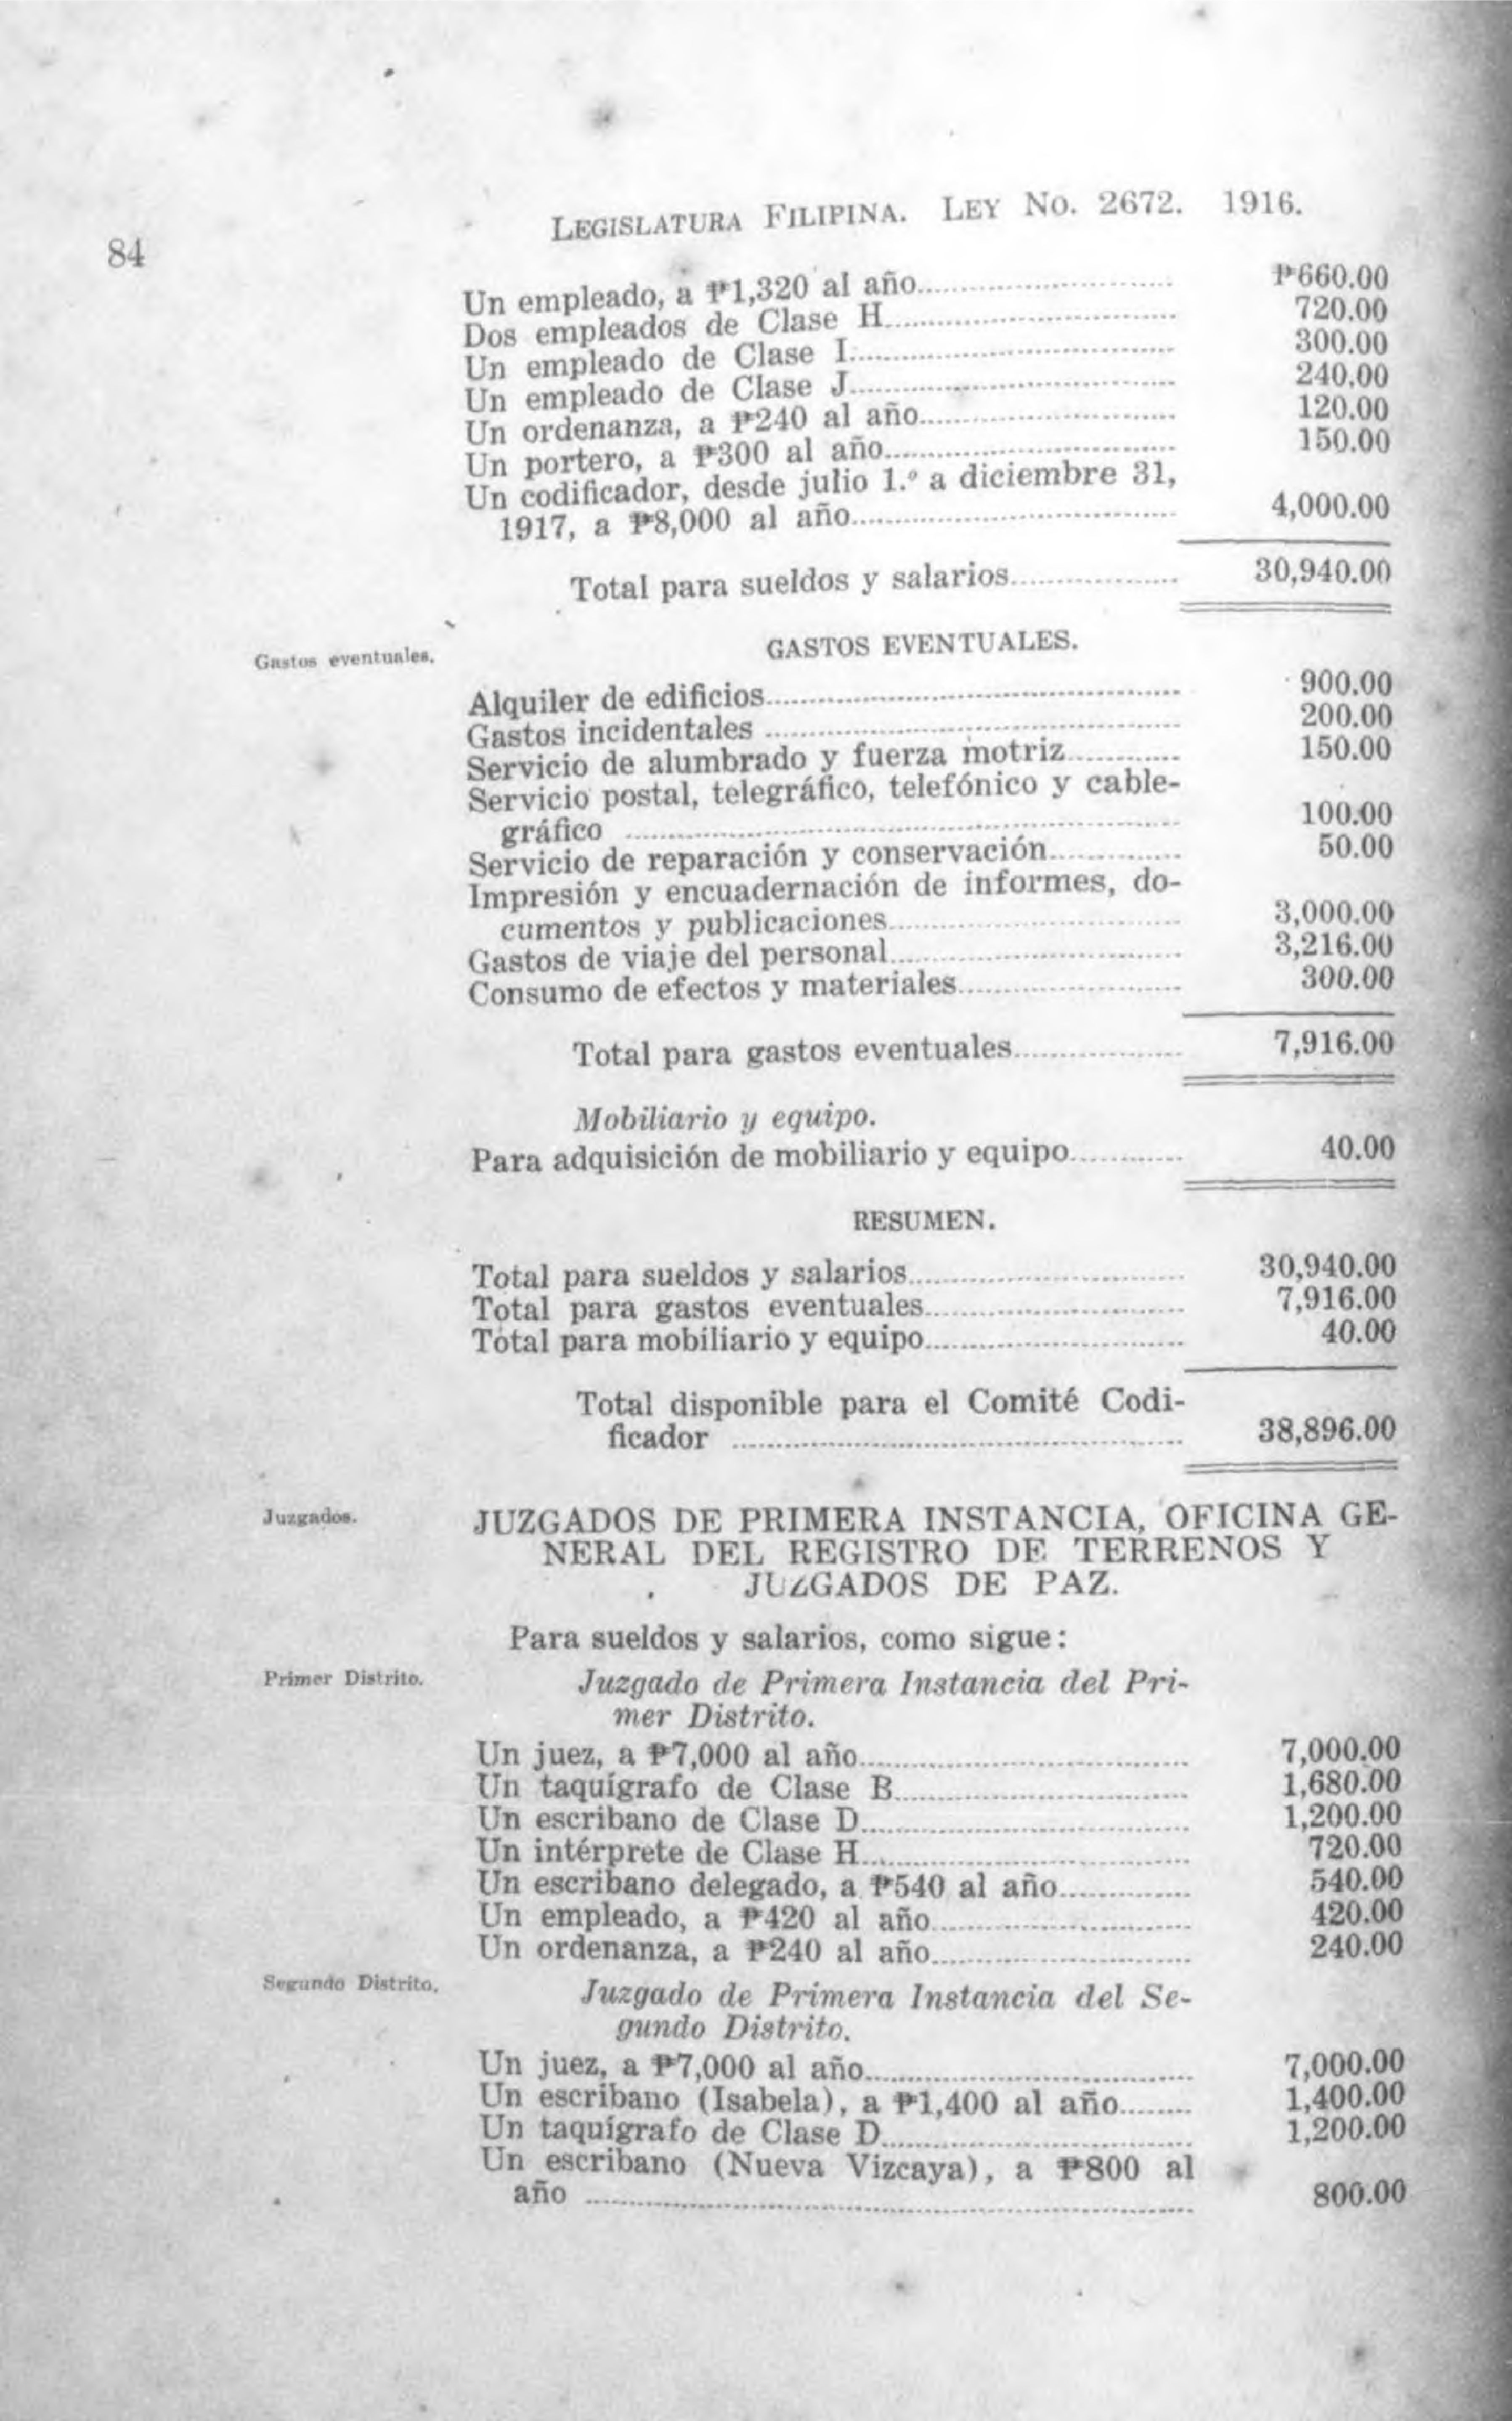 84
LEGISLATURA FILIPINA. LEY NO. 2672. 1916.
Un empleado, a ₱1,320 al año ₱660.00
Dos empleados de Clase H 720.00
Un empleado de Clase I 300.00
Un empleado de Clase J 240.00
Un ordenanza, a ₱240 al año 120.00
Un portero, a ₱300 al año 150.00
Un codificador, desde julio 1.º a diciembre 31,
1917, a ₱8,000 al año 4,000.00
Total para sueldos y salarios 30,940.00
Gastos eventuales.
GASTOS EVENTUALES.
Alquiler de edificios 900.00
Gastos incidentales 200.00
Servicio de alumbrado y fuerza motriz 150.00
Servicio postal, telegráfico, telefónico y cable-
gráfico 100.00
Servicio de reparación y conservación 50.00
Impresión y encuadernación de informes, do-
cumentos y publicaciones 3,000.00
Gastos de viaje del personal 3,216.00
Consumo de efectos y materiales 300.00
Total para gastos eventuales 7,916.00
Mobiliario y equipo.
Para adquisición de mobiliario y equipo 40.00
RESUMEN.
Total para sueldos y salarios 30,940.00
Total para gastos eventuales 7,916.00
Total para mobiliario y equipo 40.00
Total disponible para el Comité Codi-
ficador 38,896.00
Juzgados.
JUZGADOS DE PRIMERA INSTANCIA, OFICINA GE-
NERAL DEL REGISTRO DE TERRENOS Y
JUZGADOS DE PAZ.
Para sueldos y salarios, como sigue:
Primer Distrito.
Juzgado de Primera Instancia del Pri-
mer Distrito.
Un juez, a ₱7,000 al año 7,000.00
Un taquígrafo de Clase B 1,680.00
Un escribano de Clase D 1,200.00
Un intérprete de Clase H 720.00
Un escribano delegado, a ₱540 al año 540.00
Un empleado, a ₱420 al año 420.00
Un ordenanza, a ₱240 al año 240.00
Segundo Distrito.
Juzgado de Primera Instancia del Se-
gundo Distrito.
Un juez, a ₱7,000 al año 7,000.00
Un escribano (Isabela), a ₱1,400 al año 1,400.00
Un taquígrafo de Clase D 1,200.00
Un escribano (Nueva Vizcaya), a ₱800 al
año 800.00